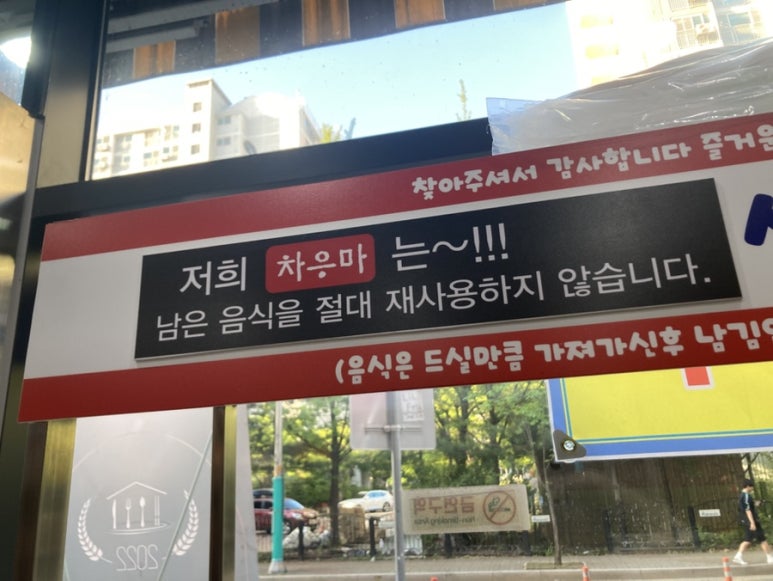 찾아주셔서 감사합니다 즐거운
저희 차응마 는~!!!
남은 음식을 절대 재사용하지 않습니다.
(음식은 드실만큼 가져가신후 남김
금연구역
Non-Smoking Area
2022